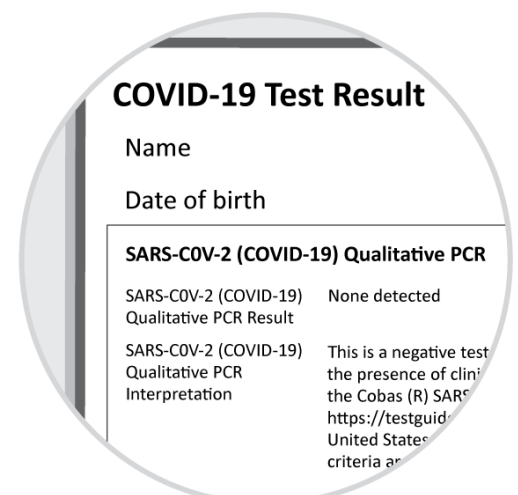 COVID-19 Test Result
Name
Date of birth
SARS-C0V-2 (COVID-19) Qualitative PCR
SARS-C0V-2 (COVID-19) None detected
Qualitative PCR Result
SARS-C0V-2 (COVID-19) This is a negative test
Qualitative PCR the presence of
Interpretation the Cobas (R)
United States
criteria